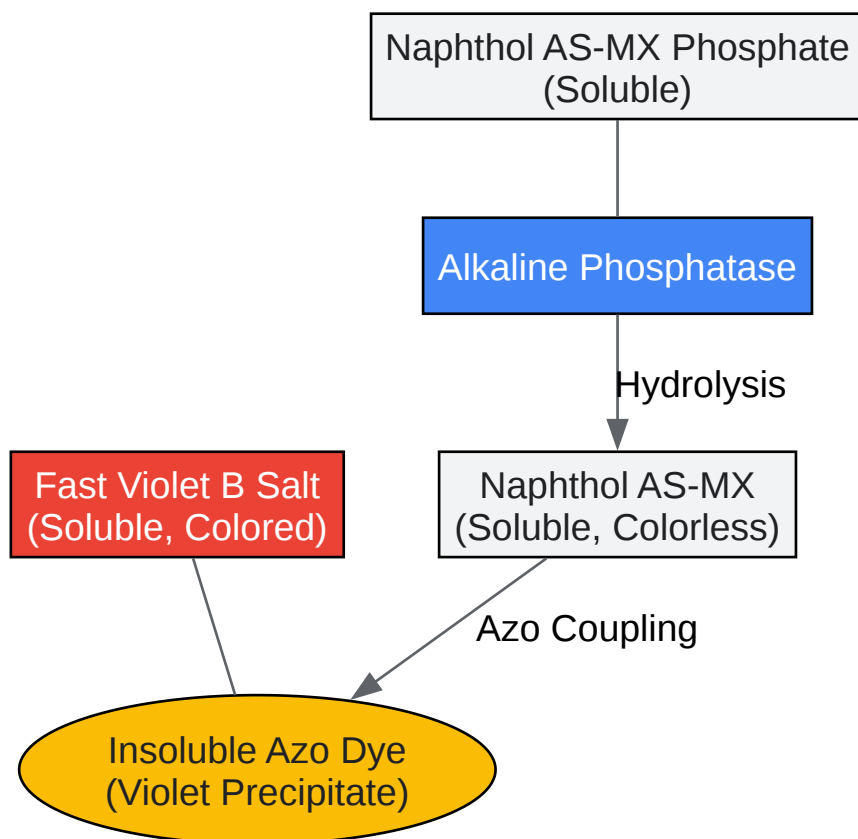 Naphthol AS-MX Phosphate
(Soluble)
Alkaline Phosphatase
Hydrolysis
Fast Violet B Salt
(Soluble, Colored)
Naphthol AS-MX
(Soluble, Colorless)
Azo Coupling
Insoluble Azo Dye
(Violet Precipitate)